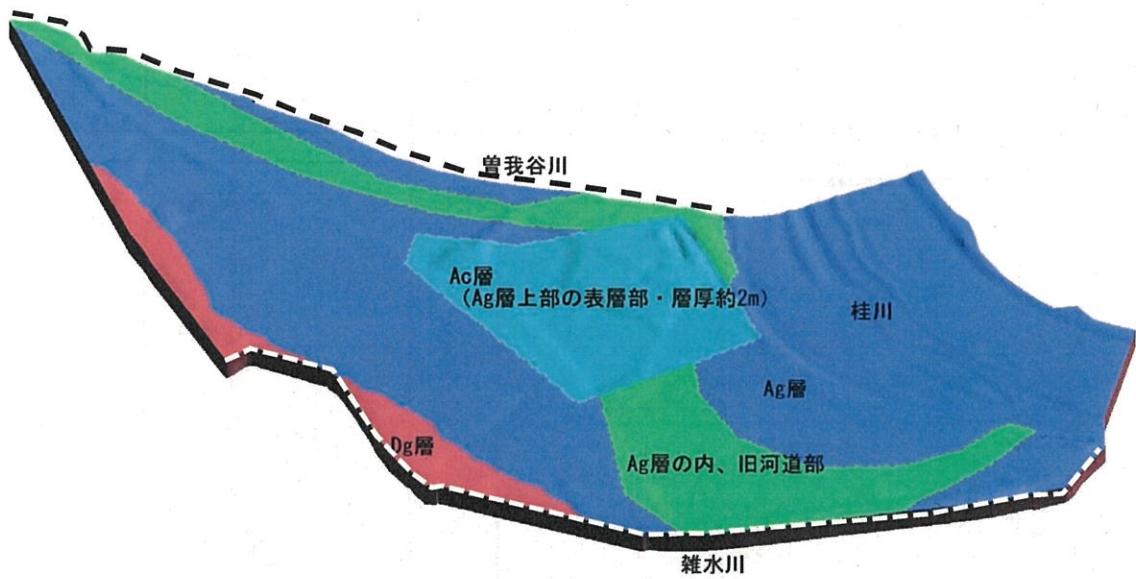 曽我谷川
Ac層
(Ag層上部の表層部・層厚約2m)
桂川
Ag層
Dg層
Ag層の内、旧河道部
雑水川